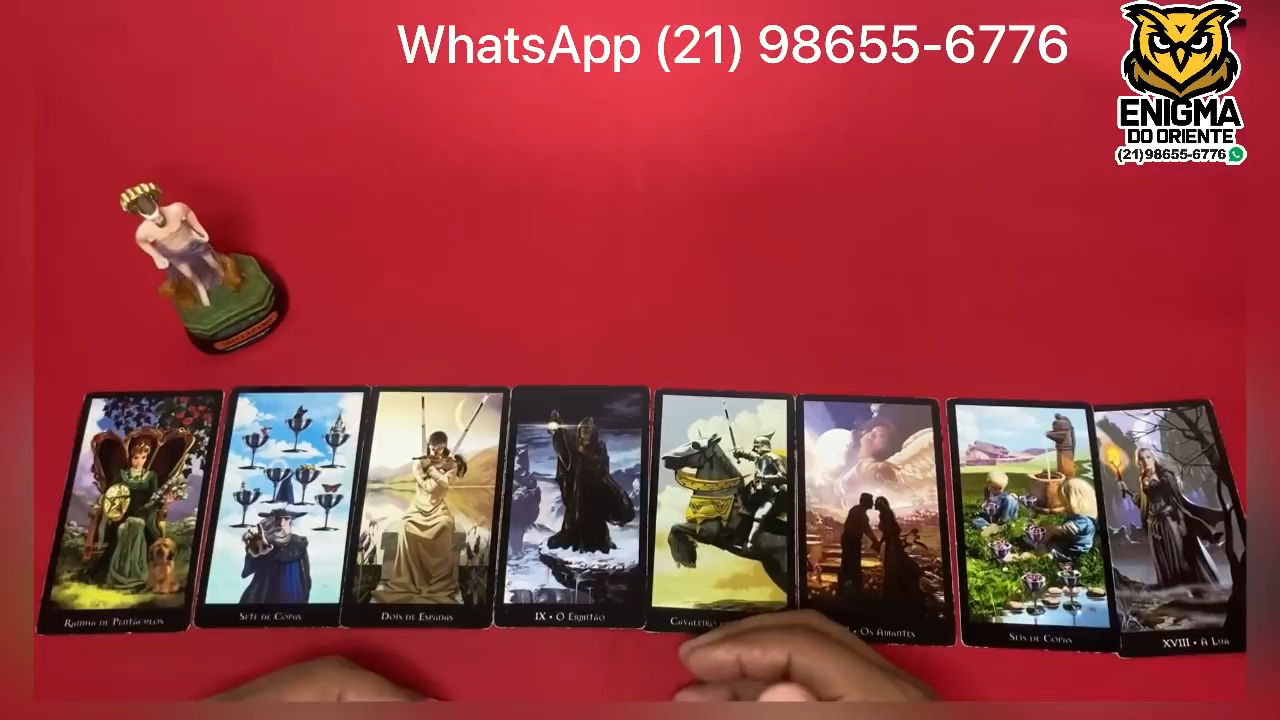 WhatsApp (21) 98655-6776
ENIGMA
DO ORIENTE
(21)98655-6776
Rainha de Pentáculos
Sete de Copas
Dois de Espadas
IX • O Ermitão
Cavaleiro
• Os Amantes
Seis de Copas
XVIII • A Lua